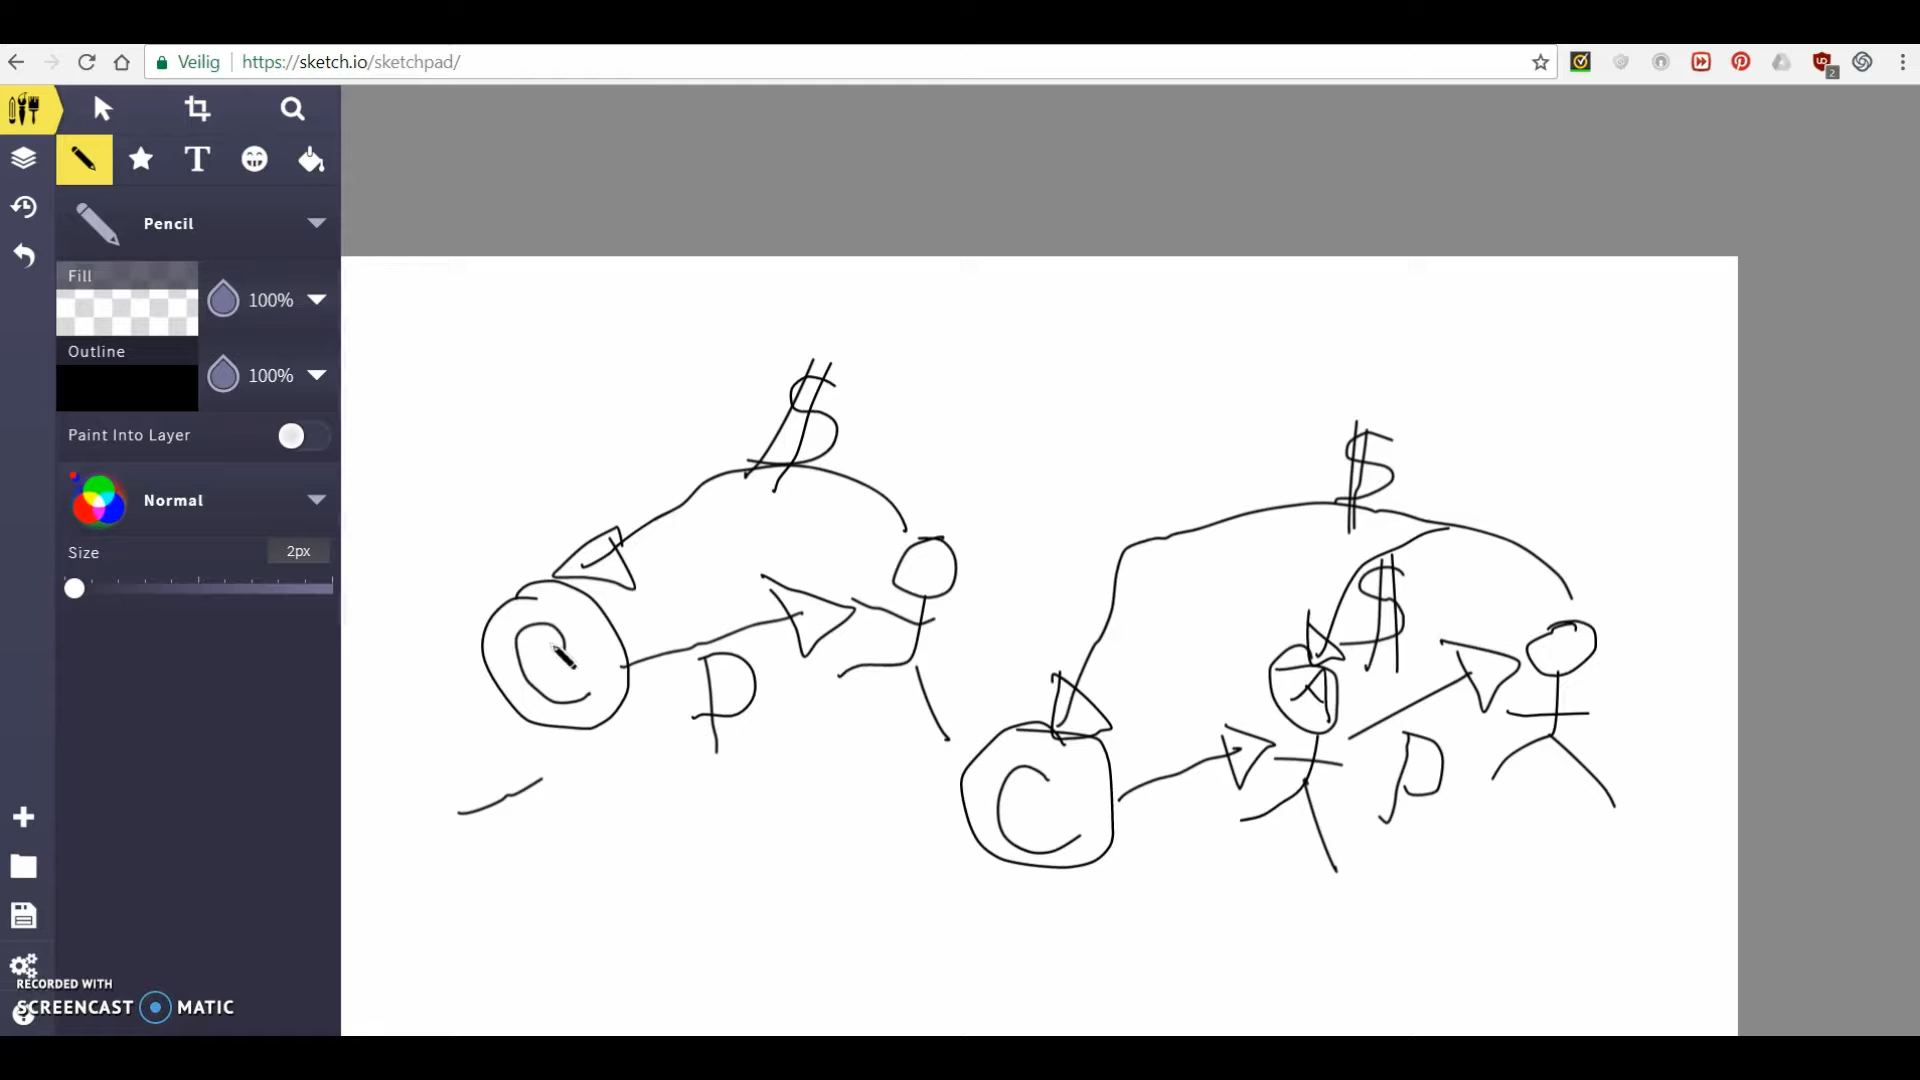 Veilig https://sketch.io/sketchpad/
2
T
Pencil
Fill
100%
Outline
100%
Paint Into Layer
Normal
Size 2px
$
$
$
C
P
A
C
P
RECORDED WITH
SCREENCAST MATIC